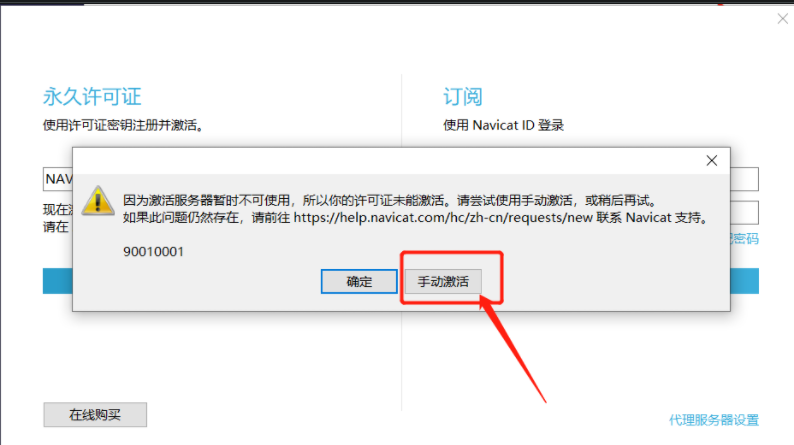 永久许可证
使用许可证密钥注册并激活。
订阅
使用 Navicat ID 登录
NAV
现在
请在
因为激活服务器暂时不可使用，所以你的许可证未能激活。请尝试使用手动激活，或稍后再试。
如果此问题仍然存在，请前往 https://help.navicat.com/hc/zh-cn/requests/new 联系 Navicat 支持。
90010001
确定
手动激活
密码
在线购买
代理服务器设置